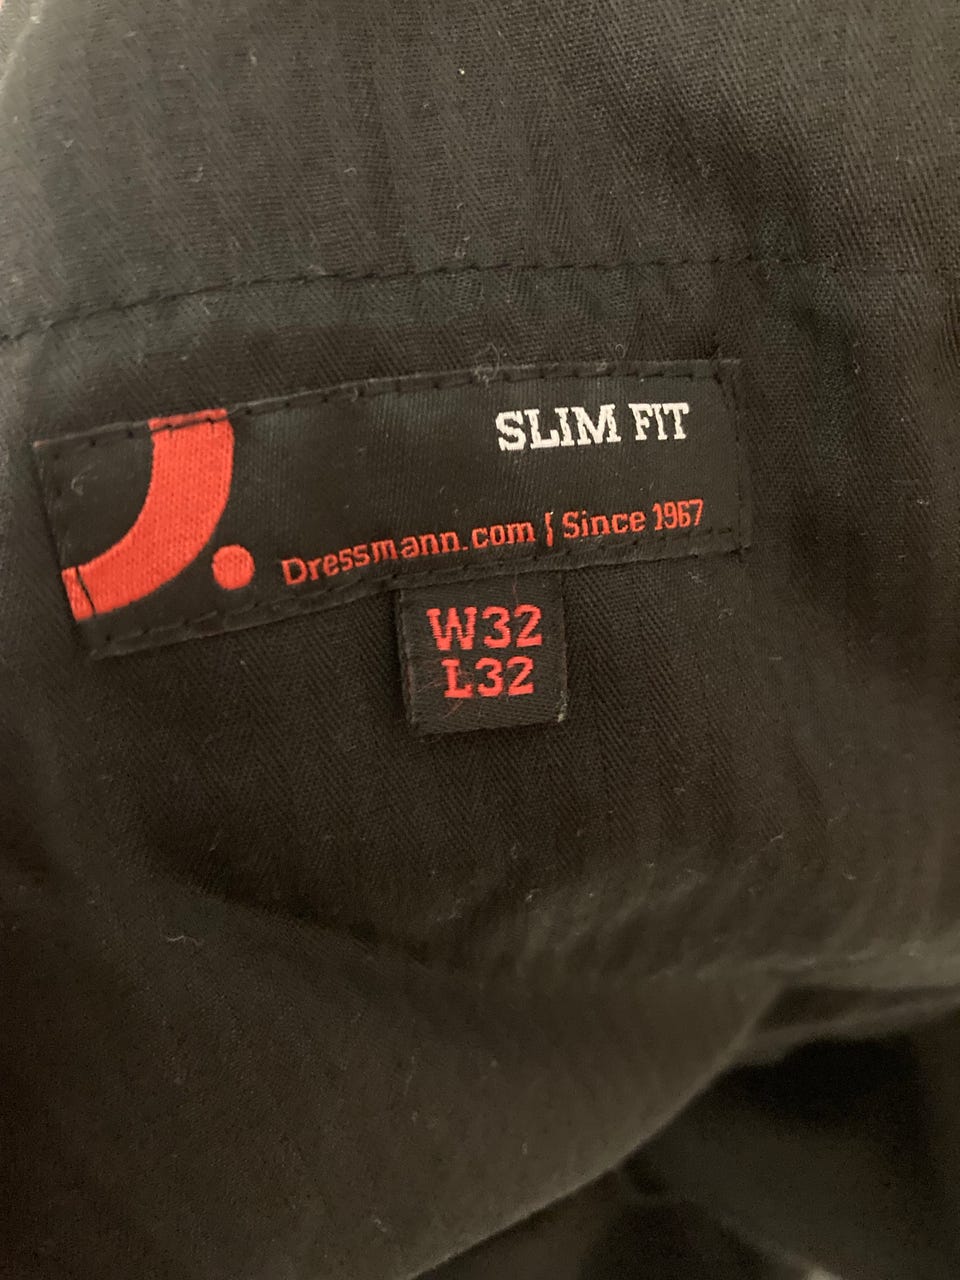 SLIM FIT
Dressmann.com | Since 1967
W32
L32